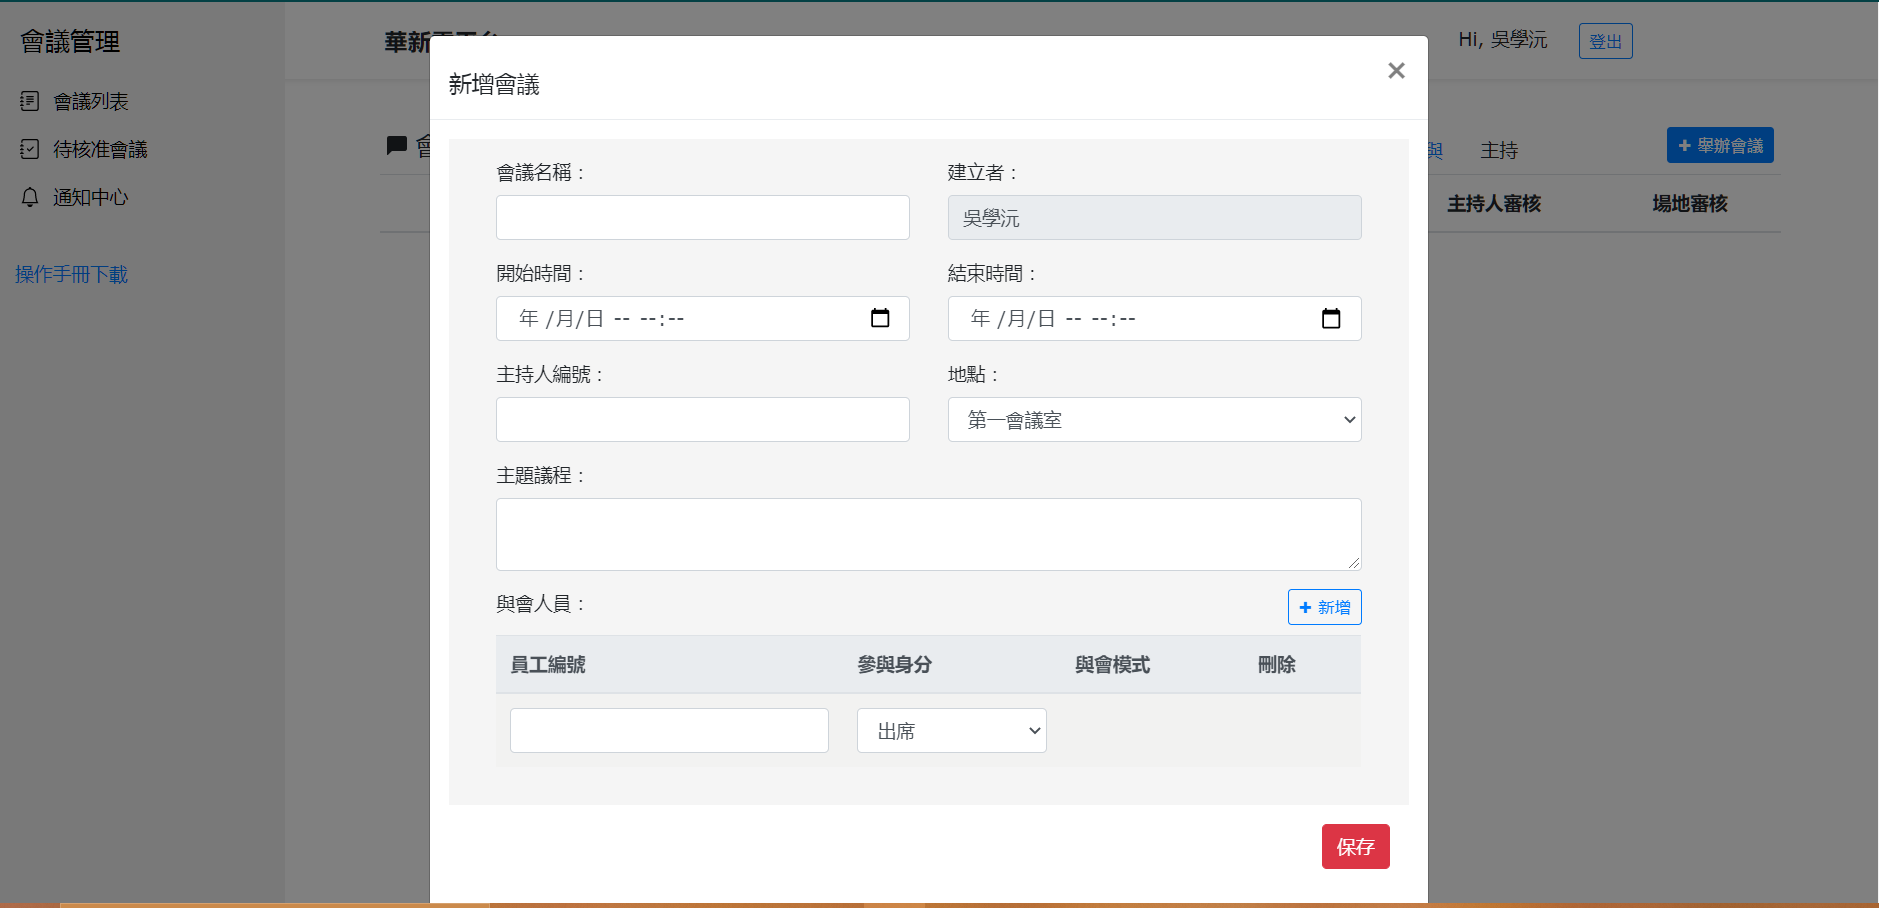 會議管理
會議列表
待核准會議
通知中心
操作手冊下載
華新
Hi, 吳學沅
登出
會
與
主持
+ 舉辦會議
主持人審核
場地審核
新增會議
×
會議名稱：
建立者：
吳學沅
開始時間：
結束時間：
年 /月/日 -- --:--
年 /月/日 -- --:--
主持人編號：
地點：
第一會議室
主題議程：
與會人員：
+ 新增
員工編號
參與身分
與會模式
刪除
出席
保存